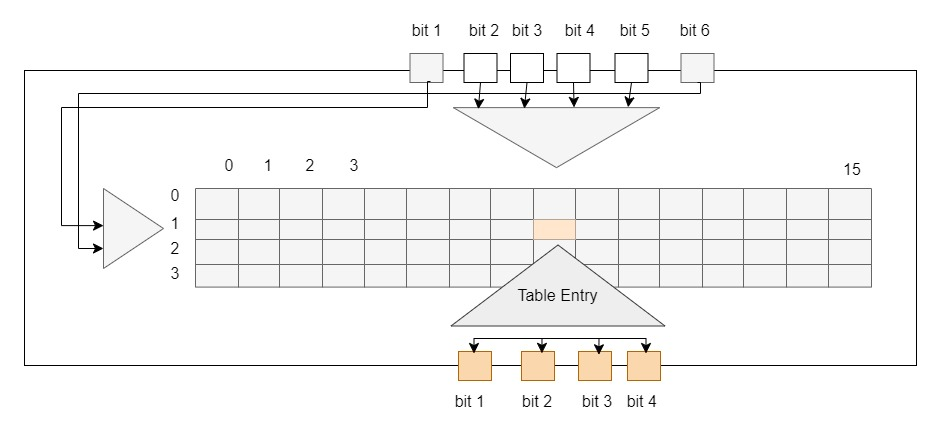 bit 1 bit 2 bit 3 bit 4 bit 5 bit 6
0 1 2 3 15
0
1
2
3
Table Entry
bit 1 bit 2 bit 3 bit 4